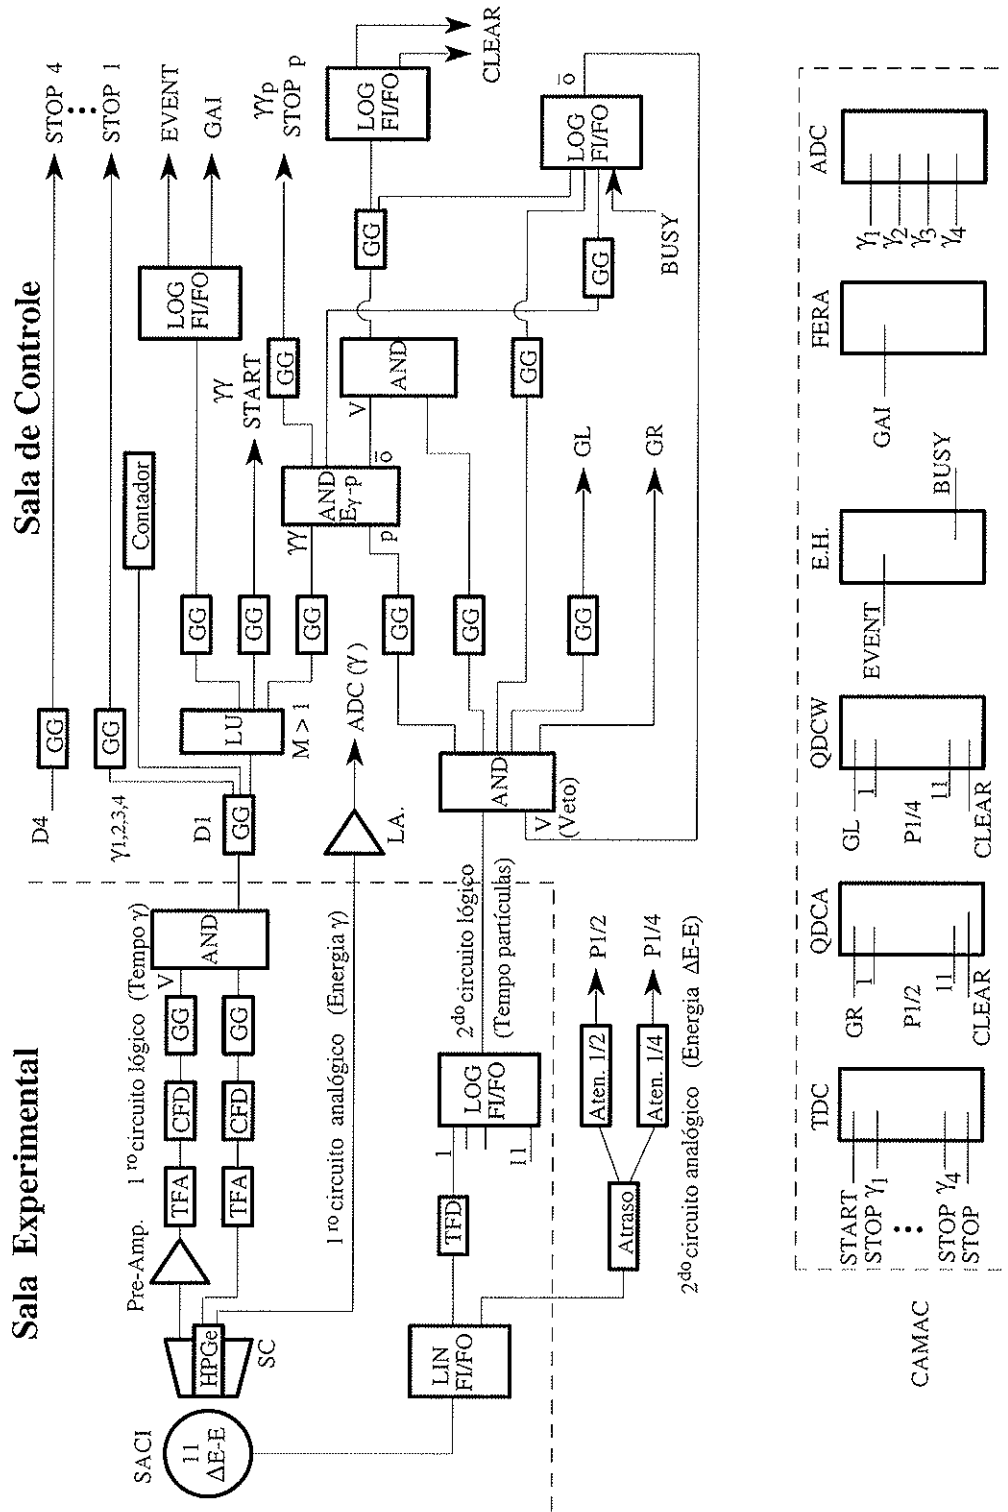 Sala Experimental
Sala de Controle
SACI
11
ΔE-E
HPGe
SC
Pre-Amp.
1ro circuito lógico (Tempo γ)
TFA
CFD
GG
V
AND
TFA
CFD
GG
1ro circuito analógico (Energia γ)
LA.
ADC (γ)
LIN
FI/FO
TFD
1
11
LOG
FI/FO
2do circuito lógico
(Tempo partículas)
Atraso
Aten. 1/2
P1/2
Aten. 1/4
P1/4
2do circuito analógico (Energia ΔE-E)
D4
GG
STOP 4
γ1,2,3,4
GG
STOP 1
D1
GG
Contador
LU
M > 1
GG
LOG
FI/FO
EVENT
GAI
GG
γγ
START
GG
γγ
AND
Eγ-p
p
o̅
GG
γγp
STOP p
AND
V
(Veto)
GG
GG
V
AND
GG
LOG
FI/FO
CLEAR
GG
GG
LOG
FI/FO
o̅
BUSY
GG
GL
GR
CAMAC
TDC
START
STOP γ1
STOP γ4
STOP
QDCA
GR
1
P1/2
11
CLEAR
QDCW
GL
1
P1/4
11
CLEAR
E.H.
EVENT
BUSY
FERA
GAI
ADC
γ1
γ2
γ3
γ4